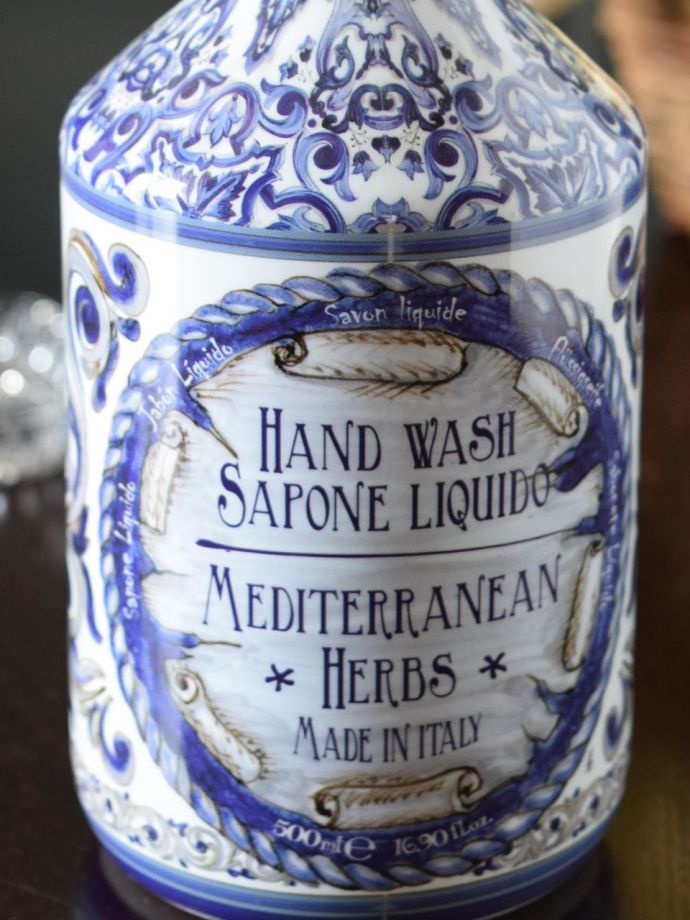 Savon liquide
Jabón Líquido
Flüssigseife
Sapone Liquido
HAND WASH
SAPONE LIQUIDO
MEDITERRANEAN
* HERBS *
MADE IN ITALY
500ml e 16.90 fl.oz.